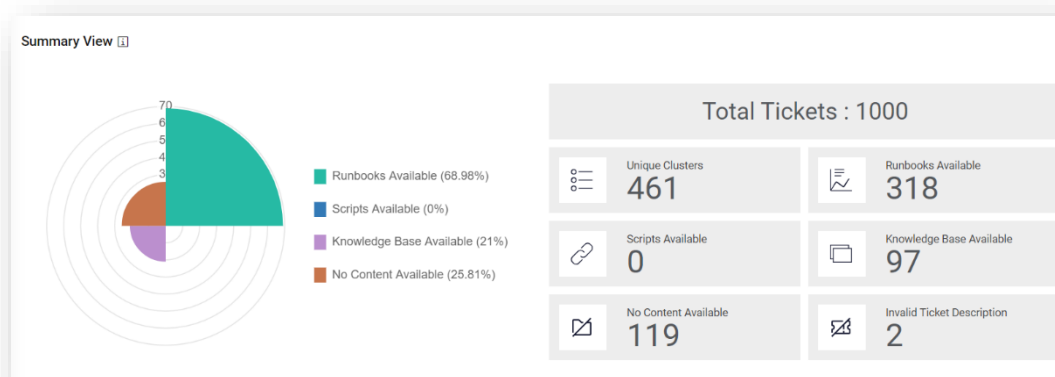 Summary View
70
6
5
4
3
Runbooks Available (68.98%)
Scripts Available (0%)
Knowledge Base Available (21%)
No Content Available (25.81%)
Total Tickets : 1000
Unique Clusters
461
Runbooks Available
318
Scripts Available
0
Knowledge Base Available
97
No Content Available
119
Invalid Ticket Description
2